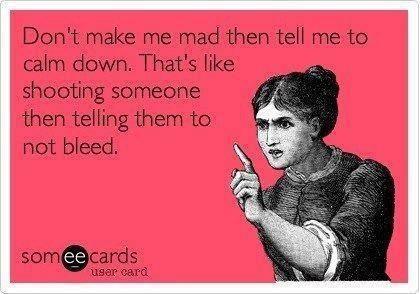 Don't make me mad then tell me to
calm down. That's like
shooting someone
then telling them to
not bleed.
someecards
user card